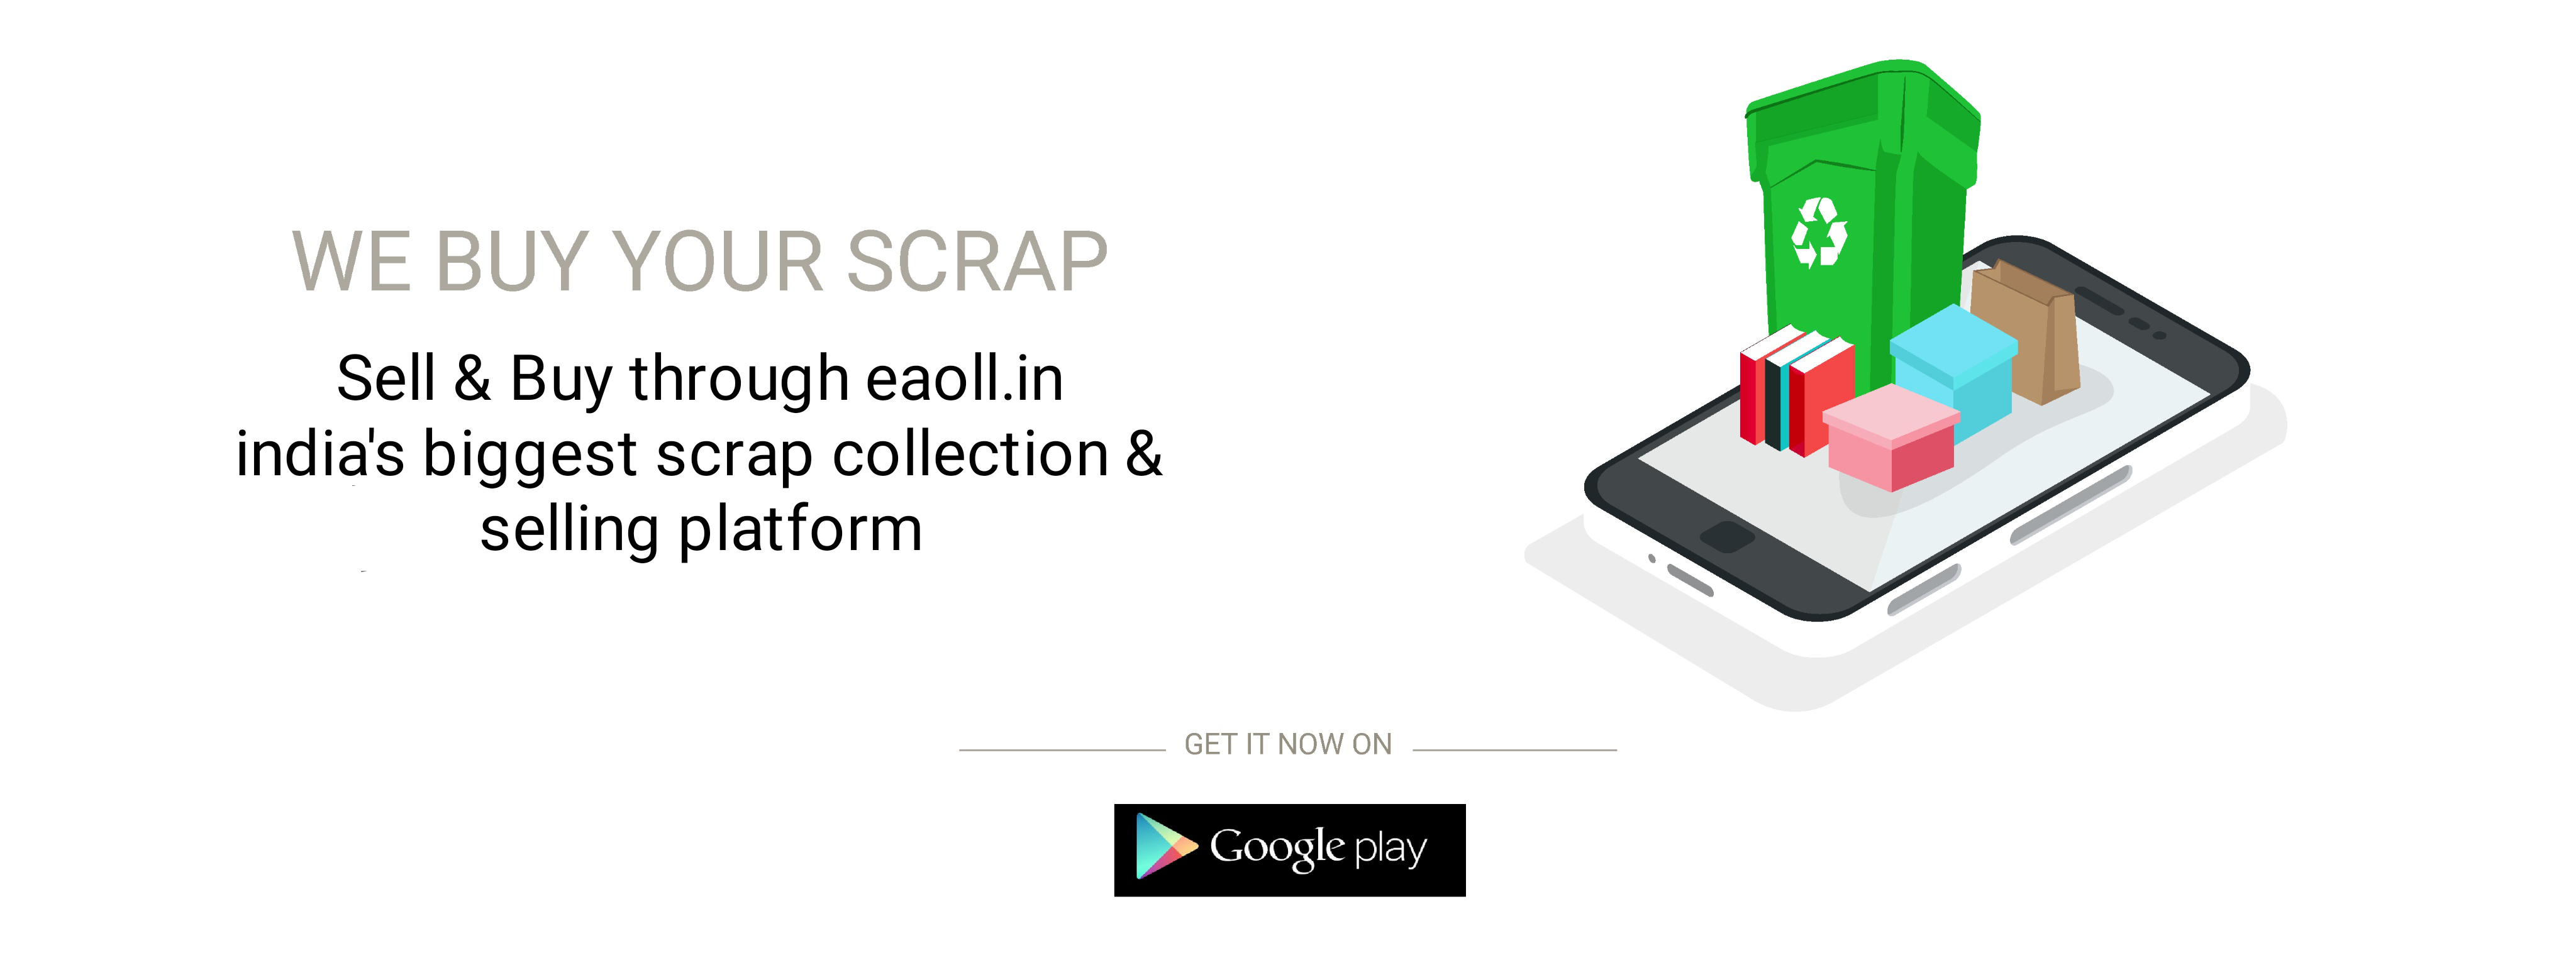 WE BUY YOUR SCRAP
Sell & Buy through eaoll.in
india's biggest scrap collection &
selling platform
GET IT NOW ON
Google play